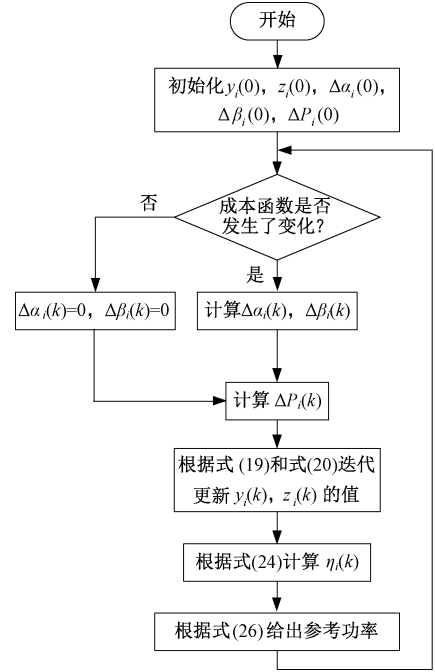 开始
初始化 yᵢ(0), zᵢ(0), Δαᵢ(0),
Δβᵢ(0), ΔPᵢ(0)
成本函数是否
发生了变化?
否
是
Δαᵢ(k)=0, Δβᵢ(k)=0
计算Δαᵢ(k), Δβᵢ(k)
计算 ΔPᵢ(k)
根据式 (19)和式(20)迭代
更新 yᵢ(k), zᵢ(k) 的值
根据式(24)计算 ηᵢ(k)
根据式(26) 给出参考功率